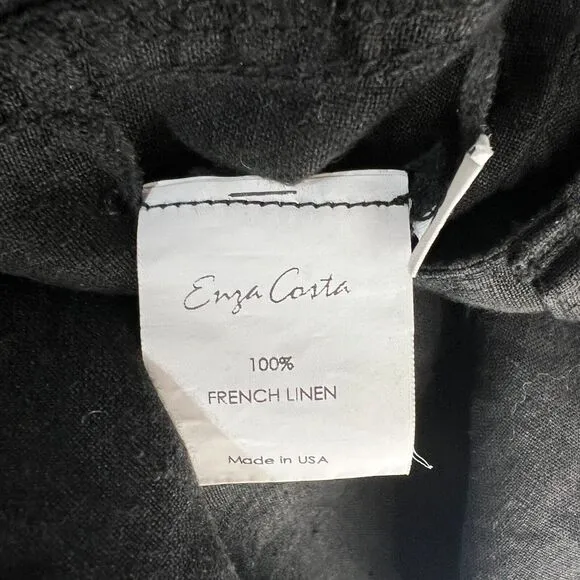 Enza Costa
100%
FRENCH LINEN
Made in USA